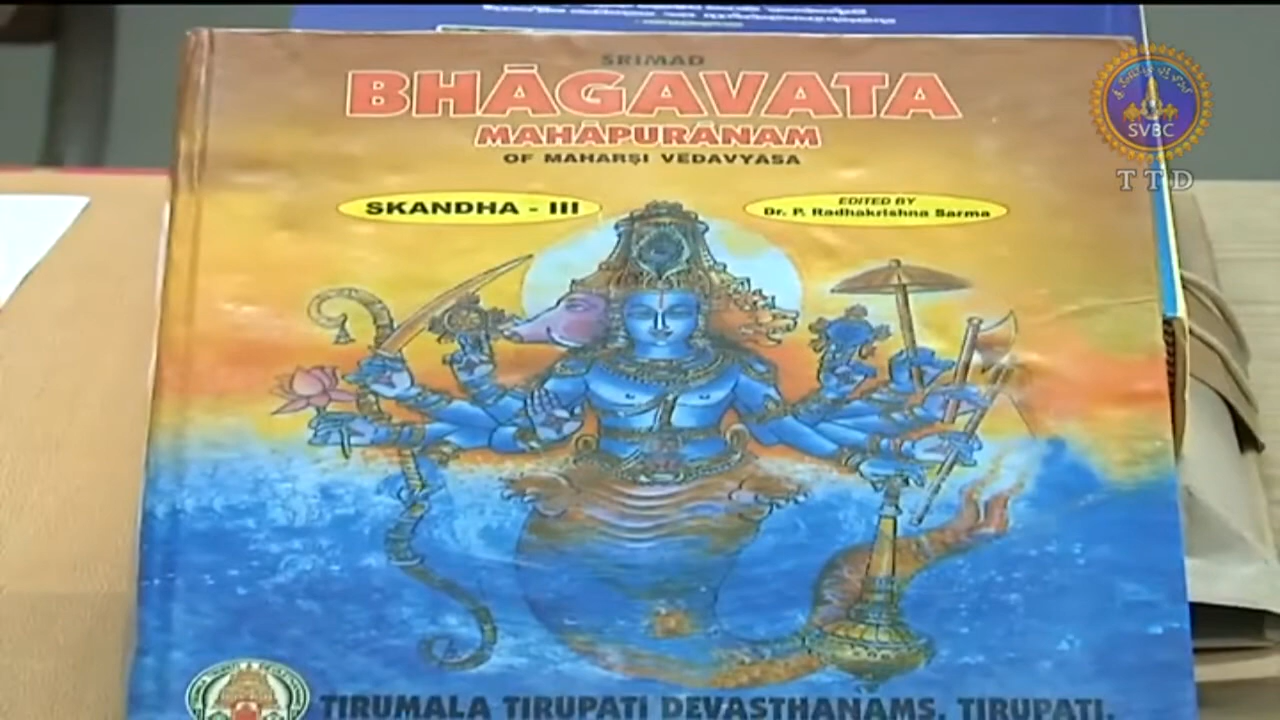 SRIMAD
BHĀGAVATA
MAHĀPURĀNAM
OF MAHARṢI VEDAVYASA
SKANDHA - III
EDITED BY
Dr. P. Radhakrishna Sarma
TIRUMALA TIRUPATI DEVASTHANAMS, TIRUPATI.
SVBC
TTD